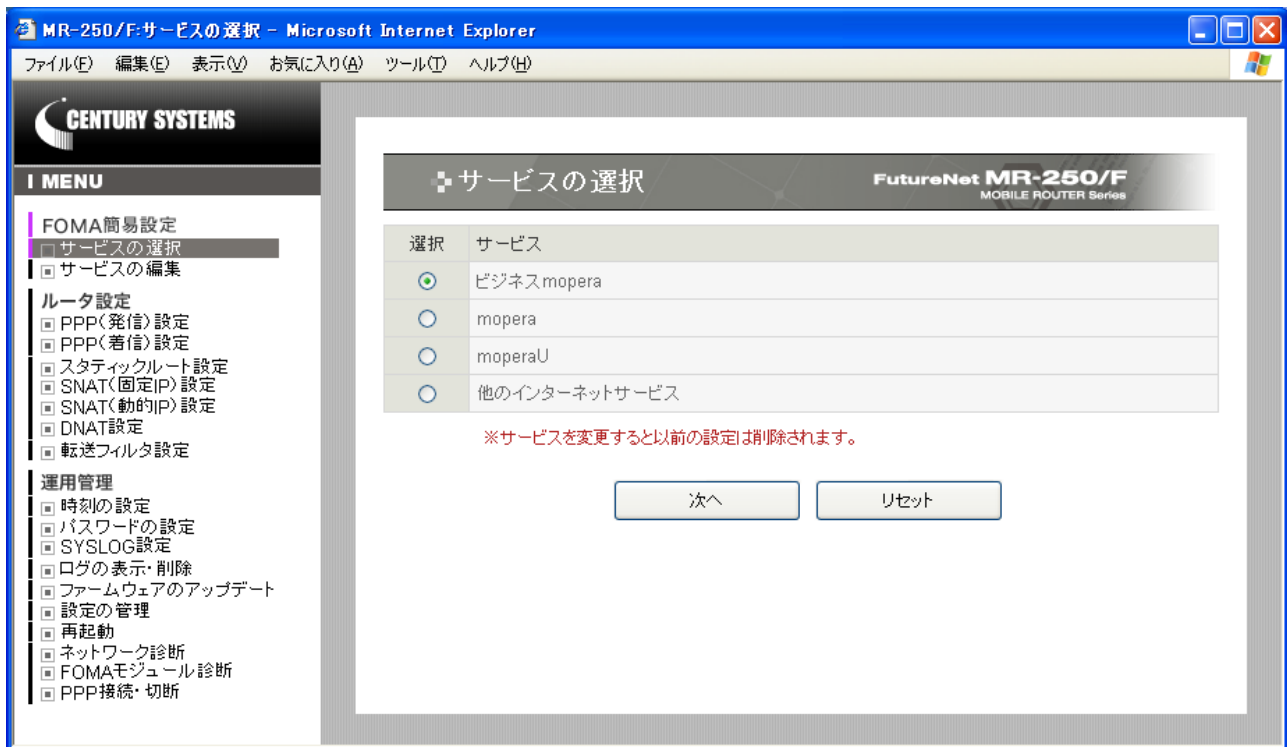 MR-250/F:サービスの選択 - Microsoft Internet Explorer
ファイル(F) 編集(E) 表示(V) お気に入り(A) ツール(T) ヘルプ(H)
CENTURY SYSTEMS
MENU
FOMA簡易設定
サービスの選択
サービスの編集
ルータ設定
PPP(発信)設定
PPP(着信)設定
スタティックルート設定
SNAT(固定IP)設定
SNAT(動的IP)設定
DNAT設定
転送フィルタ設定
運用管理
時刻の設定
パスワードの設定
SYSLOG設定
ログの表示・削除
ファームウェアのアップデート
設定の管理
再起動
ネットワーク診断
FOMAモジュール診断
PPP接続・切断
サービスの選択
FutureNet MR-250/F
MOBILE ROUTER Series
選択 サービス
ビジネスmopera
mopera
moperaU
他のインターネットサービス
※サービスを変更すると以前の設定は削除されます。
次へ リセット